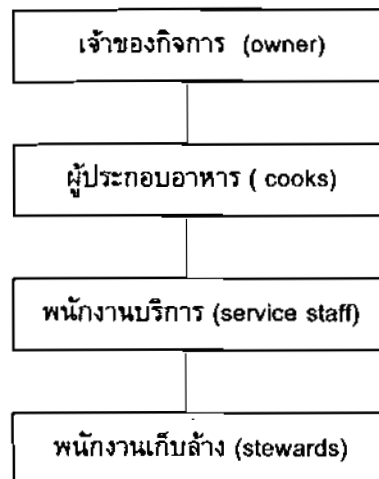 เจ้าของกิจการ (owner)
ผู้ประกอบอาหาร ( cooks)
พนักงานบริการ (service staff)
พนักงานเก็บล้าง (stewards)